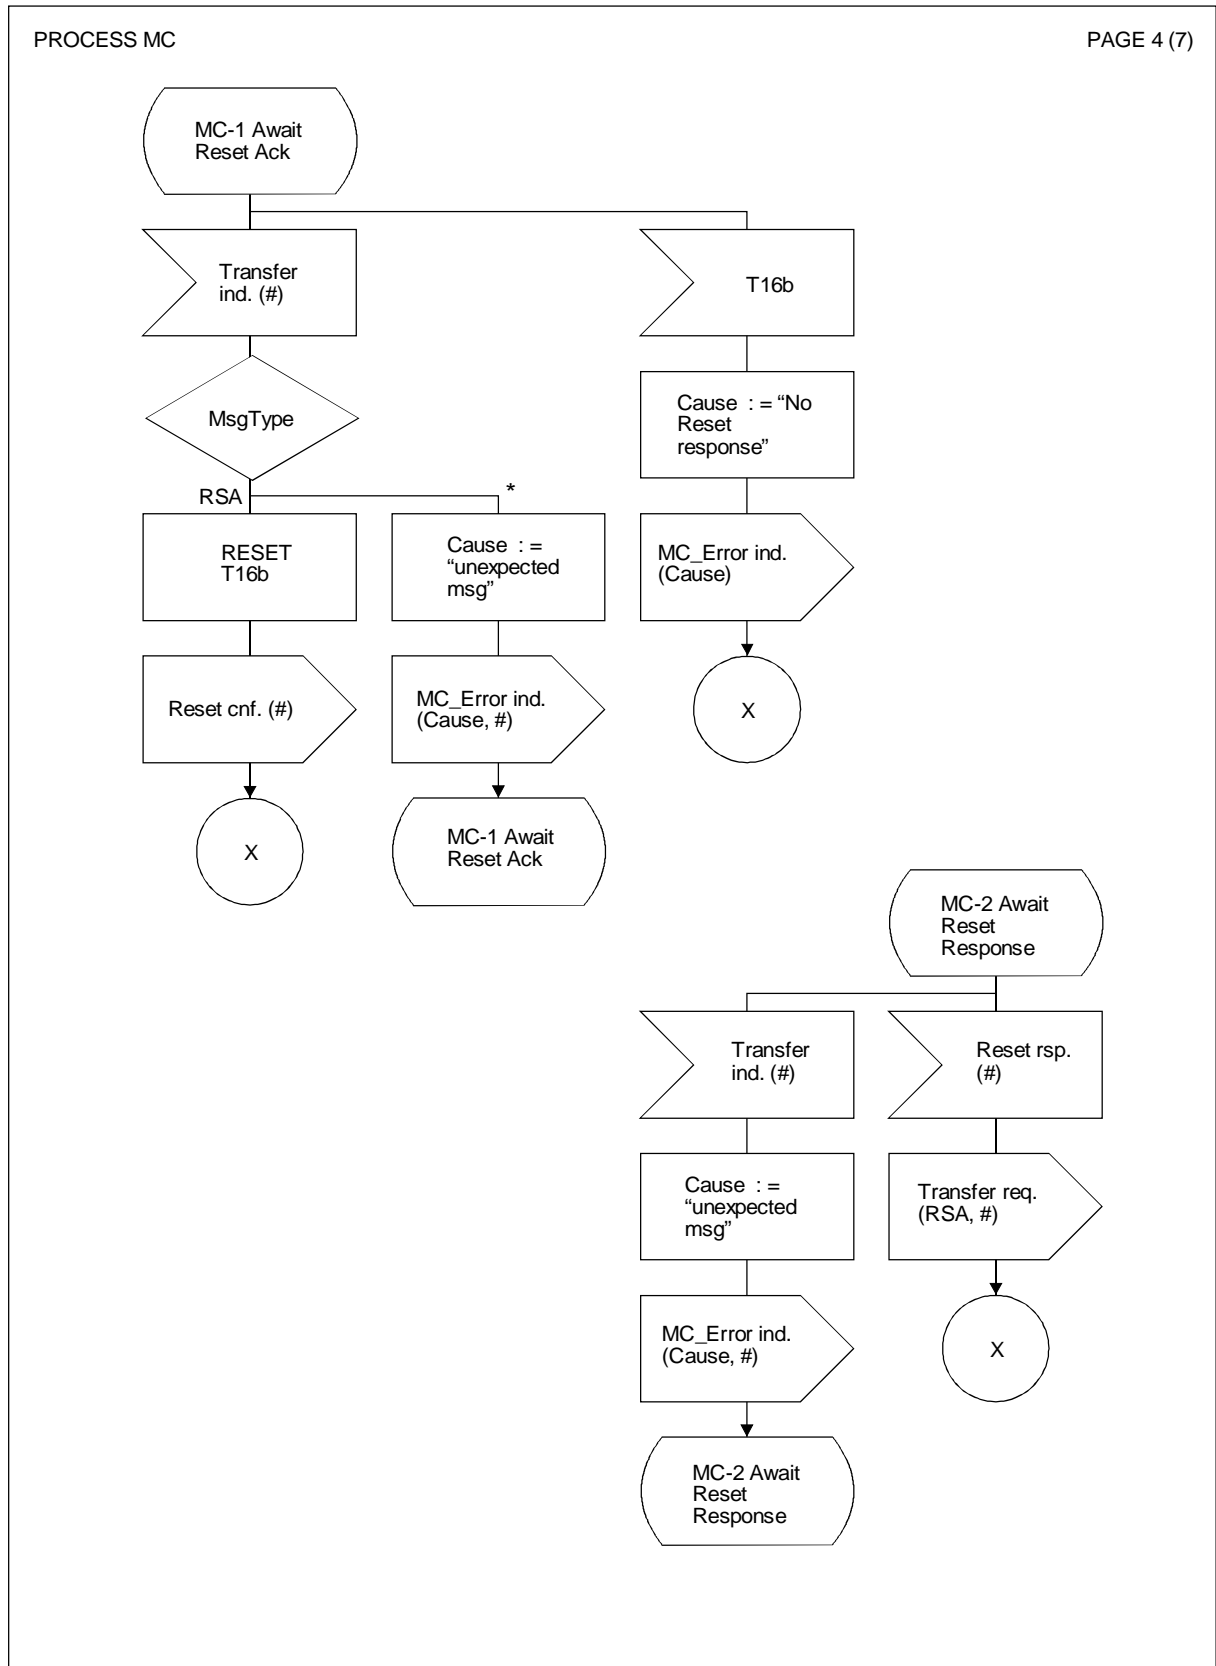 PROCESS MC
PAGE 4 (7)
MC-1 Await
Reset Ack
Transfer
ind. (#)
T16b
MsgType
Cause : = “No
Reset
response”
RSA
*
RESET
T16b
Cause : =
“unexpected
msg”
MC_Error ind.
(Cause)
Reset cnf. (#)
MC_Error ind.
(Cause, #)
X
X
MC-1 Await
Reset Ack
MC-2 Await
Reset
Response
Transfer
ind. (#)
Reset rsp.
(#)
Cause : =
“unexpected
msg”
Transfer req.
(RSA, #)
MC_Error ind.
(Cause, #)
X
MC-2 Await
Reset
Response